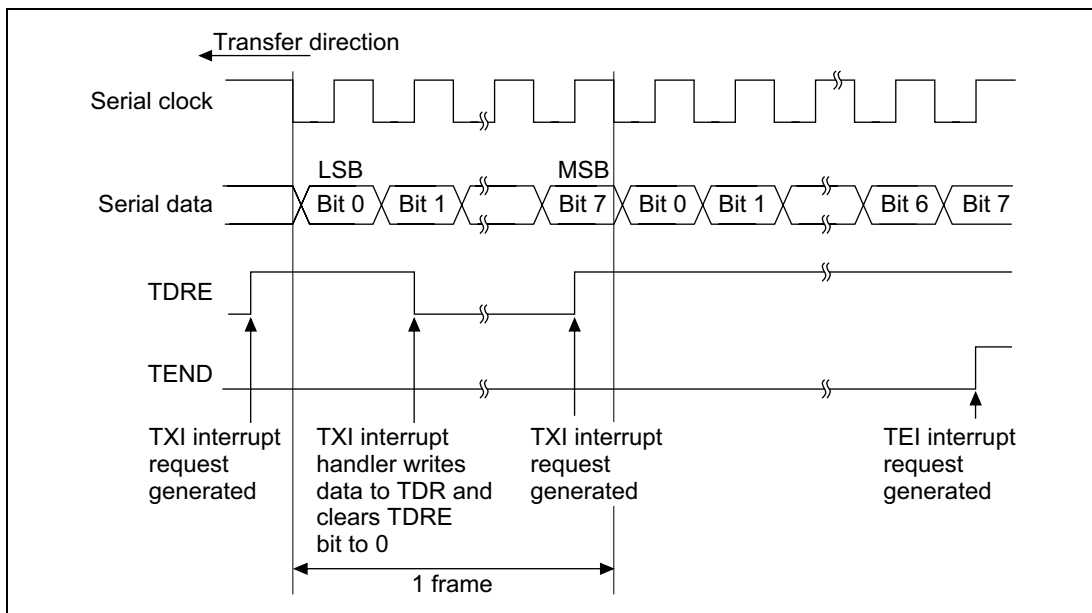 Transfer direction
Serial clock
LSB
MSB
Serial data
Bit 0
Bit 1
Bit 7
Bit 0
Bit 1
Bit 6
Bit 7
TDRE
TEND
TXI interrupt
request
generated
TXI interrupt
handler writes
data to TDR and
clears TDRE
bit to 0
TXI interrupt
request
generated
TEI interrupt
request
generated
1 frame